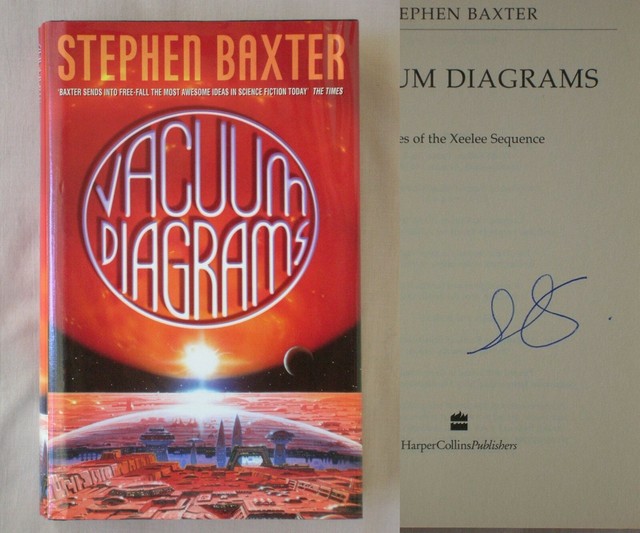 STEPHEN BAXTER
'BAXTER SENDS INTO FREE-FALL THE MOST AWESOME IDEAS IN SCIENCE FICTION TODAY' THE TIMES
VACUUM
DIAGRAMS
EPHEN BAXTER
UM DIAGRAMS
es of the Xeelee Sequence
HarperCollinsPublishers